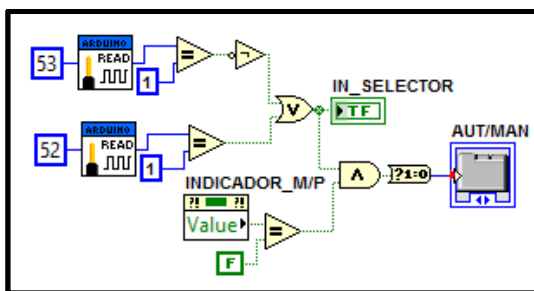 ARDUINO
53
READ
=
1
¬
IN_SELECTOR
V
TF
ARDUINO
52
READ
=
1
AUT/MAN
INDICADOR_M/P
Λ
?1:0
?! ?!
Value
=
F